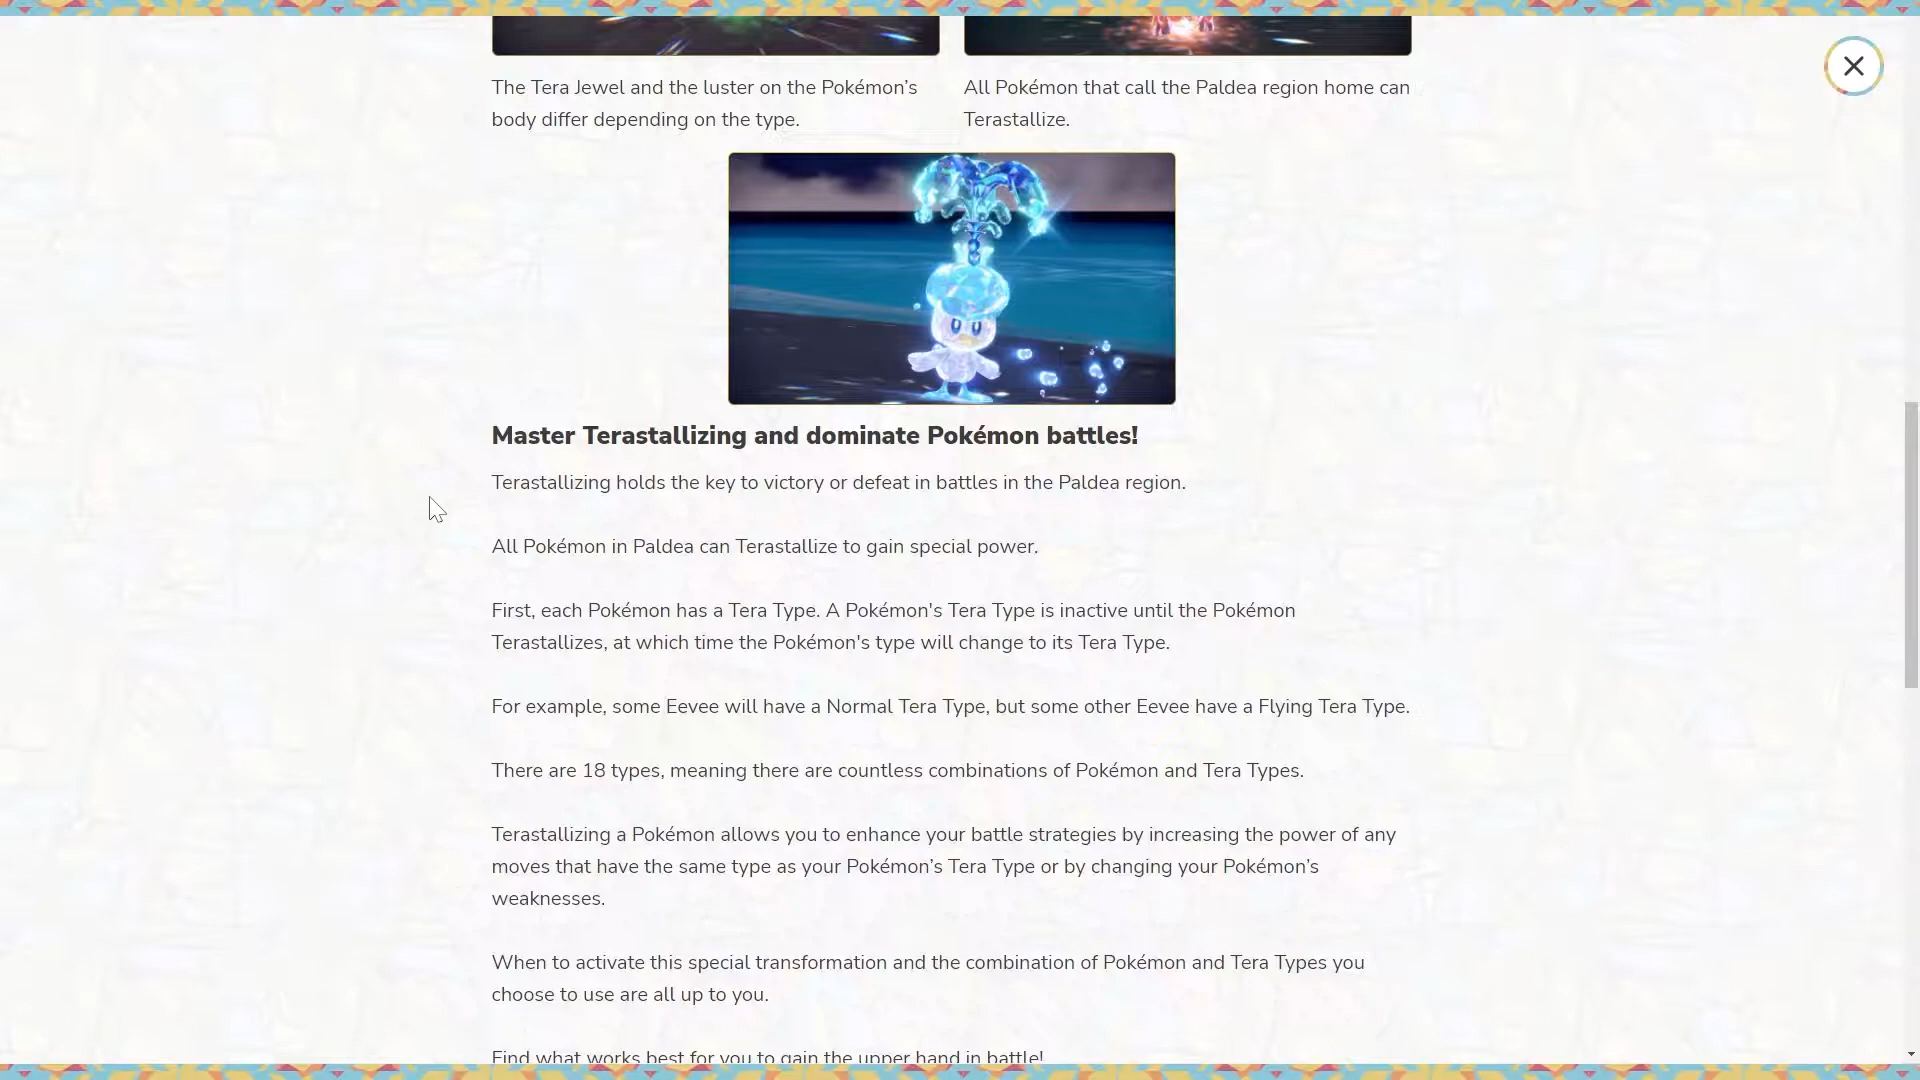 The Tera Jewel and the luster on the Pokémon’s
body differ depending on the type.
All Pokémon that call the Paldea region home can
Terastallize.
Master Terastallizing and dominate Pokémon battles!
Terastallizing holds the key to victory or defeat in battles in the Paldea region.
All Pokémon in Paldea can Terastallize to gain special power.
First, each Pokémon has a Tera Type. A Pokémon's Tera Type is inactive until the Pokémon
Terastallizes, at which time the Pokémon's type will change to its Tera Type.
For example, some Eevee will have a Normal Tera Type, but some other Eevee have a Flying Tera Type.
There are 18 types, meaning there are countless combinations of Pokémon and Tera Types.
Terastallizing a Pokémon allows you to enhance your battle strategies by increasing the power of any
moves that have the same type as your Pokémon’s Tera Type or by changing your Pokémon’s
weaknesses.
When to activate this special transformation and the combination of Pokémon and Tera Types you
choose to use are all up to you.
Find what works best for you to gain the upper hand in battle!